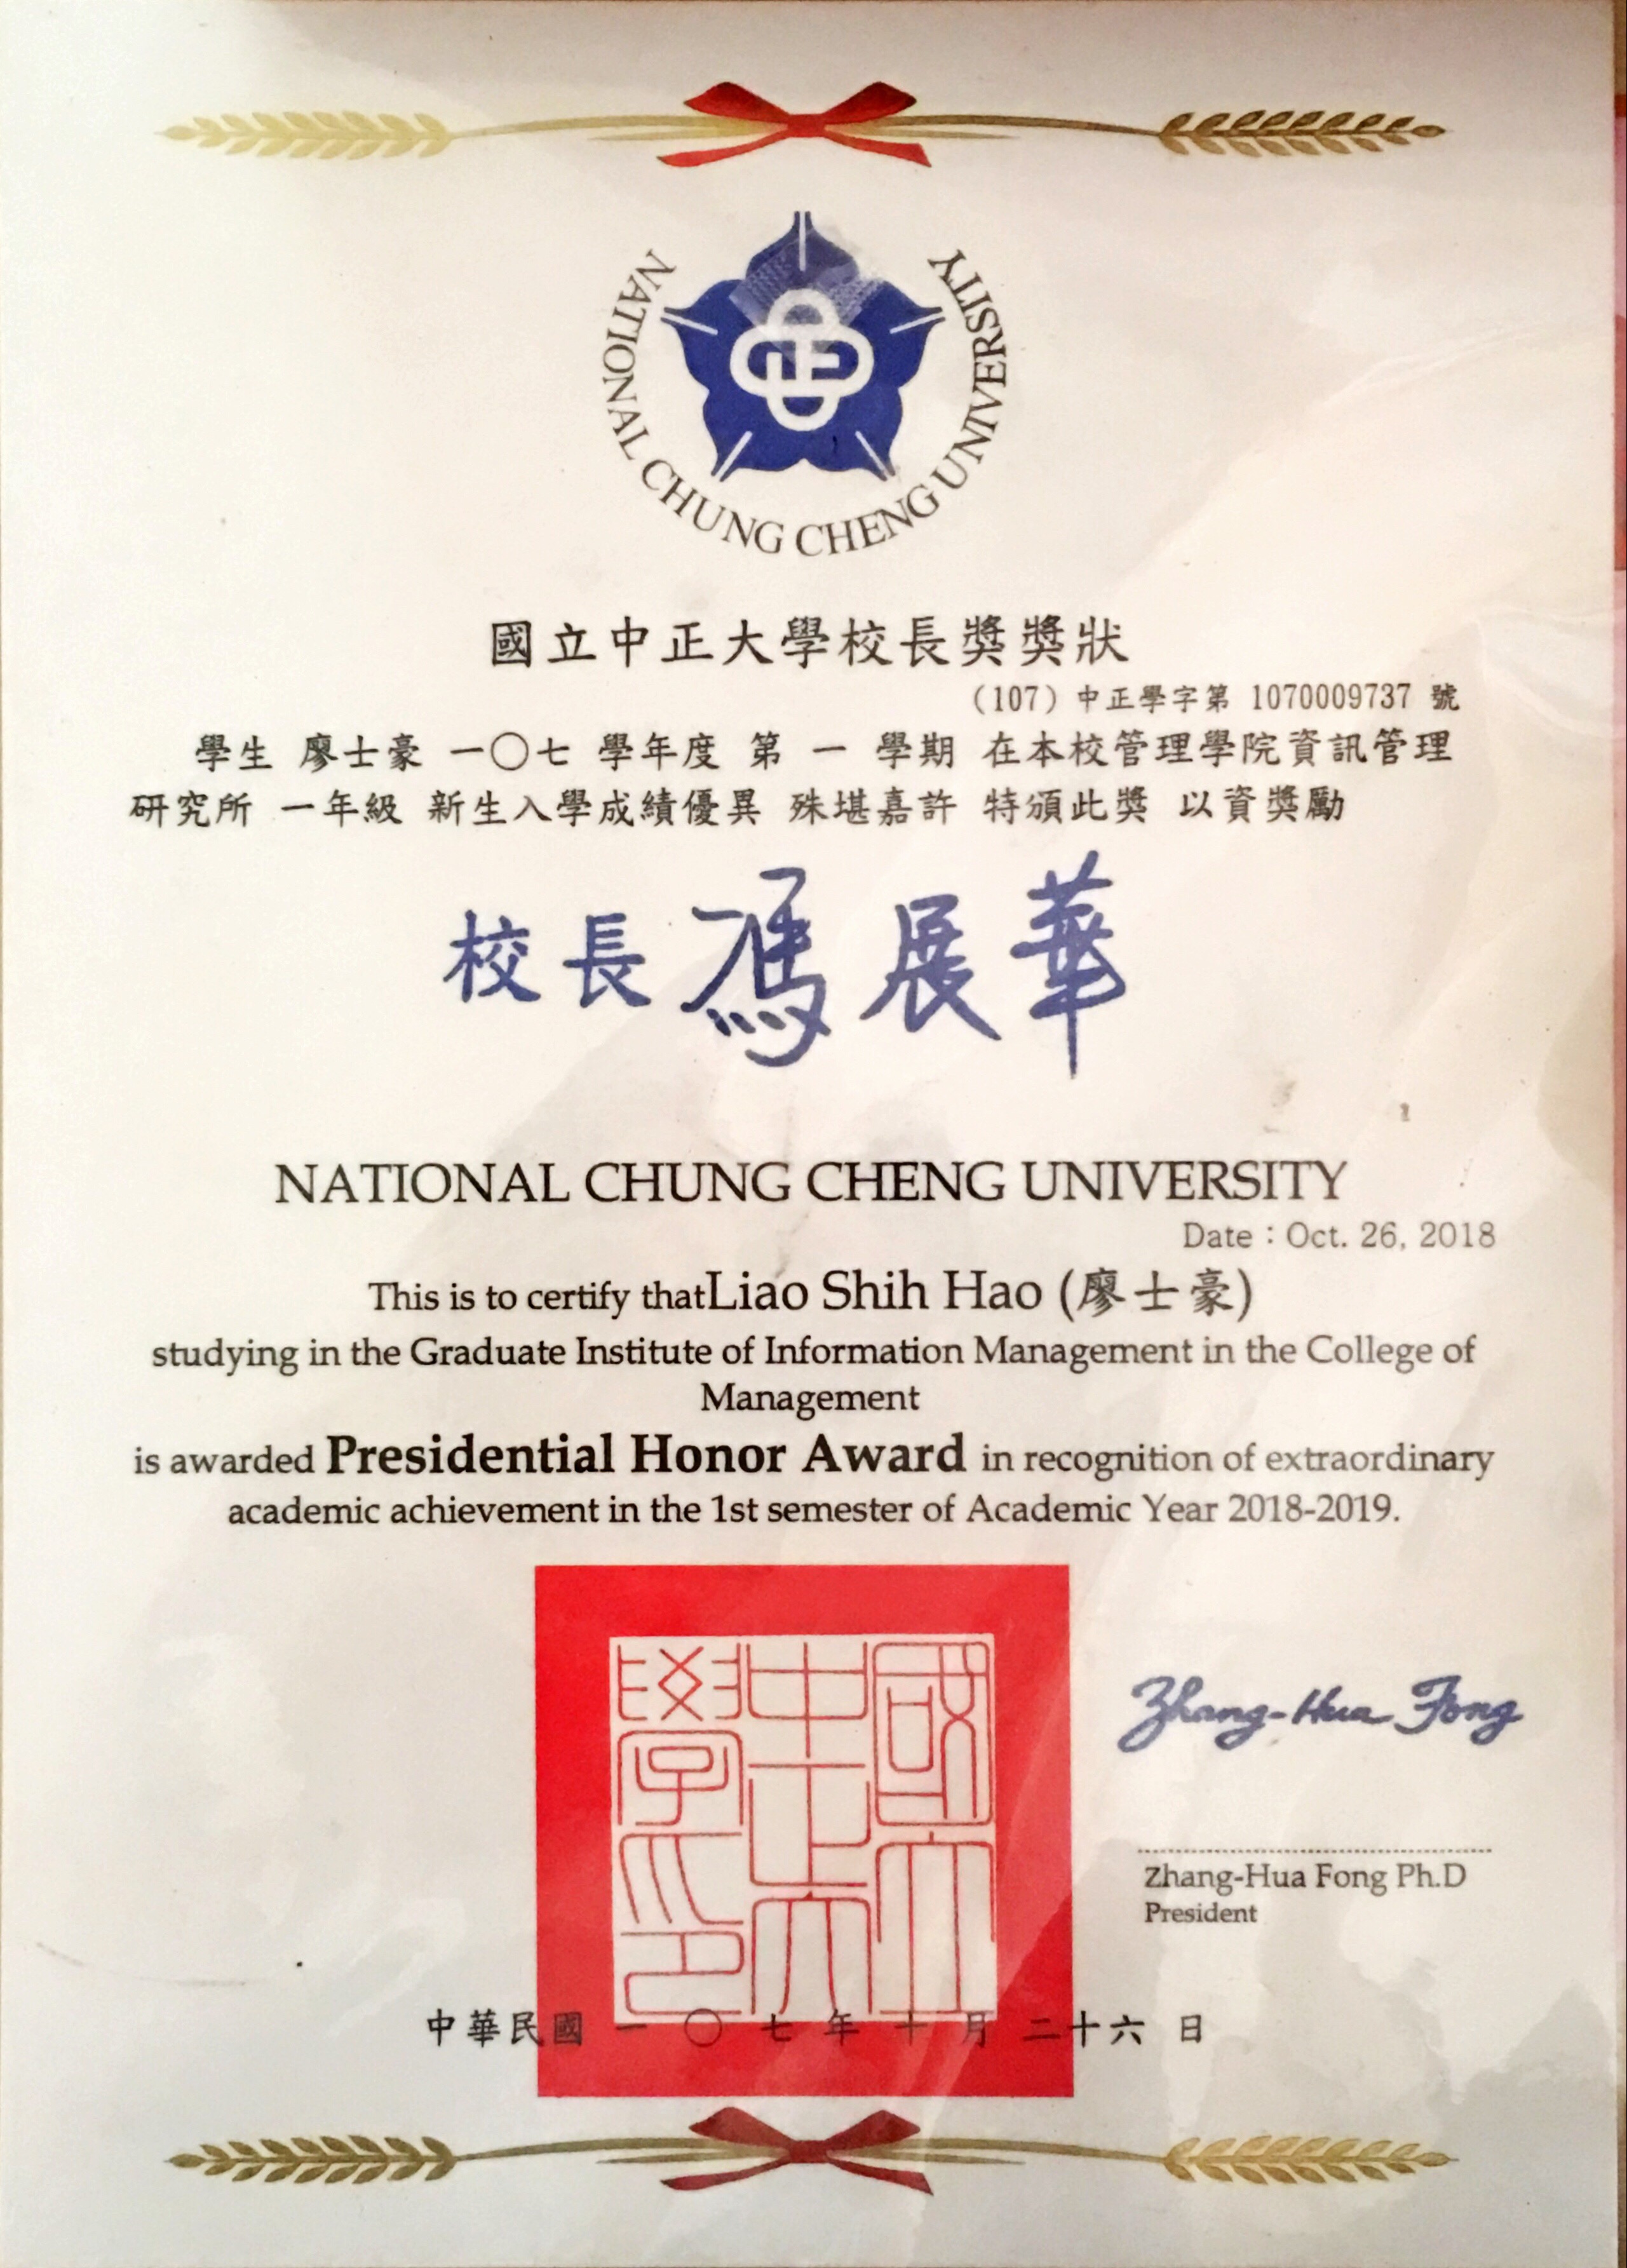 NATIONAL CHUNG CHENG UNIVERSITY
國立中正大學校長獎獎狀
（107）中正學字第 1070009737 號
學生 廖士豪 一〇七 學年度 第 一 學期 在本校管理學院資訊管理
研究所 一年級 新生入學成績優異 殊堪嘉許 特頒此獎 以資獎勵
校長 馮展華
NATIONAL CHUNG CHENG UNIVERSITY
Date：Oct. 26, 2018
This is to certify thatLiao Shih Hao (廖士豪)
studying in the Graduate Institute of Information Management in the College of
Management
is awarded Presidential Honor Award in recognition of extraordinary
academic achievement in the 1st semester of Academic Year 2018-2019.
國立中正大學之印
Zhang-Hua Fong
Zhang-Hua Fong Ph.D
President
中華民國 一 〇 七 年 十 月 二十六 日